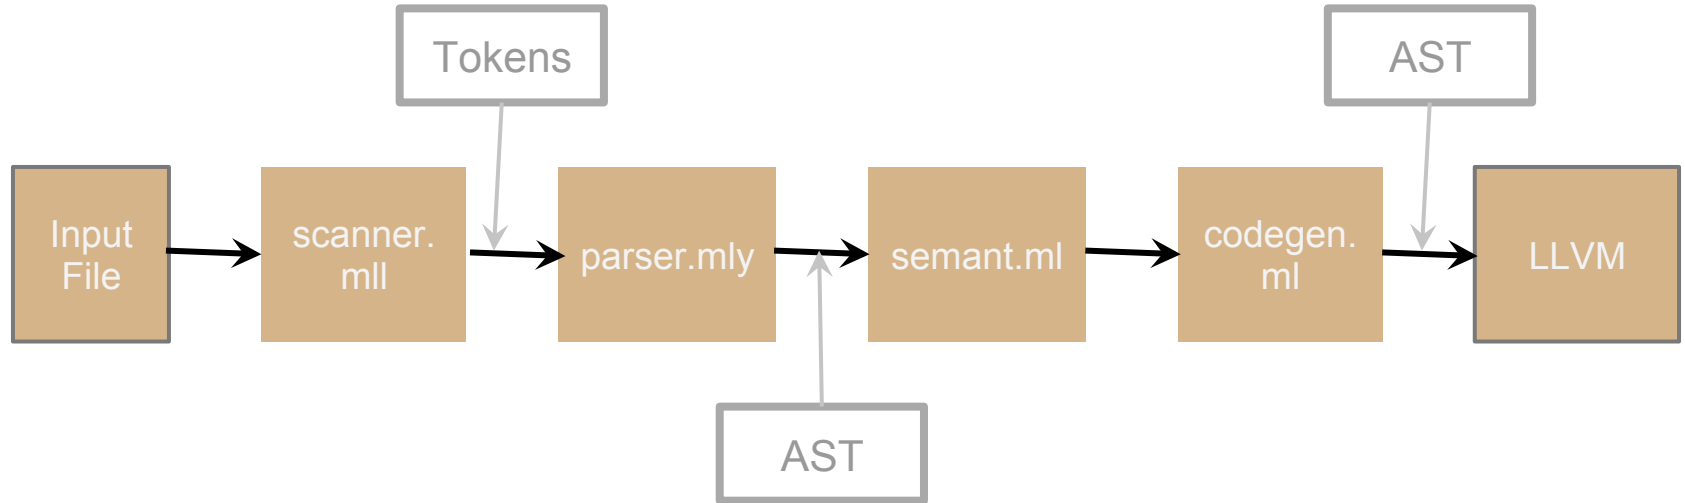 Tokens
AST
Input
File
scanner.
mll
parser.mly
semant.ml
codegen.
ml
LLVM
AST